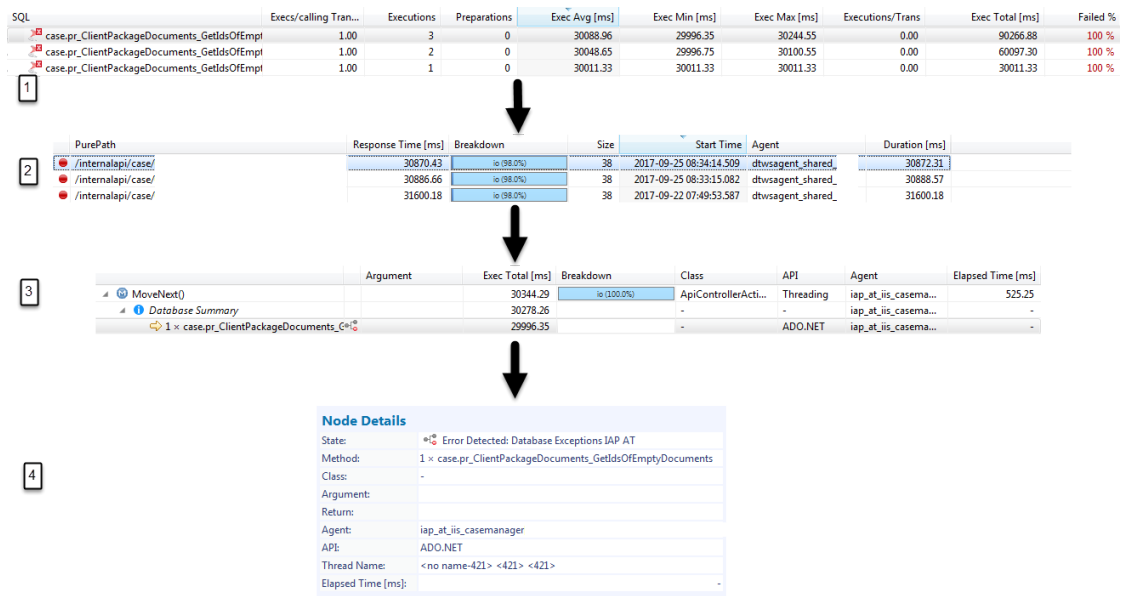 SQL Execs/calling Tran... Executions Preparations Exec Avg [ms] Exec Min [ms] Exec Max [ms] Executions/Trans Exec Total [ms] Failed %
case.pr_ClientPackageDocuments_GetIdsOfEmpt 1.00 3 0 30088.96 29996.35 30244.55 0.00 90266.88 100 %
case.pr_ClientPackageDocuments_GetIdsOfEmpt 1.00 2 0 30048.65 29996.75 30100.55 0.00 60097.30 100 %
case.pr_ClientPackageDocuments_GetIdsOfEmpt 1.00 1 0 30011.33 30011.33 30011.33 0.00 30011.33 100 %
1
PurePath Response Time [ms] Breakdown Size Start Time Agent Duration [ms]
/internalapi/case/ 30870.43 io (98.0%) 38 2017-09-25 08:34:14.509 dtwsagent_shared_ 30872.31
2
/internalapi/case/ 30886.66 io (98.0%) 38 2017-09-25 08:33:15.082 dtwsagent_shared_ 30888.57
/internalapi/case/ 31600.18 io (98.0%) 38 2017-09-22 07:49:53.587 dtwsagent_shared_ 31600.18
Argument Exec Total [ms] Breakdown Class API Agent Elapsed Time [ms]
3
MoveNext() 30344.29 io (100.0%) ApiControllerActi... Threading iap_at_iis_casema... 525.25
Database Summary 30278.26 - - iap_at_iis_casema... -
1 × case.pr_ClientPackageDocuments_G 29996.35 - ADO.NET iap_at_iis_casema... -
Node Details
State: Error Detected: Database Exceptions IAP AT
Method: 1 × case.pr_ClientPackageDocuments_GetIdsOfEmptyDocuments
4
Class: -
Argument:
Return:
Agent: iap_at_iis_casemanager
API: ADO.NET
Thread Name: <no name-421> <421> <421>
Elapsed Time [ms]: -